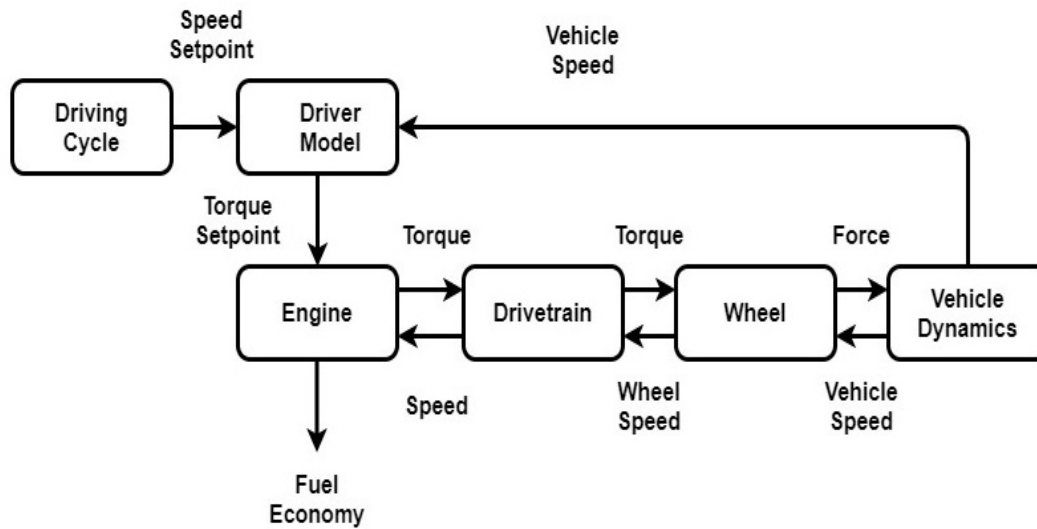 Speed
Setpoint
Vehicle
Speed
Driving
Cycle
Driver
Model
Torque
Setpoint
Torque
Torque
Force
Engine
Drivetrain
Wheel
Vehicle
Dynamics
Speed
Wheel
Speed
Vehicle
Speed
Fuel
Economy